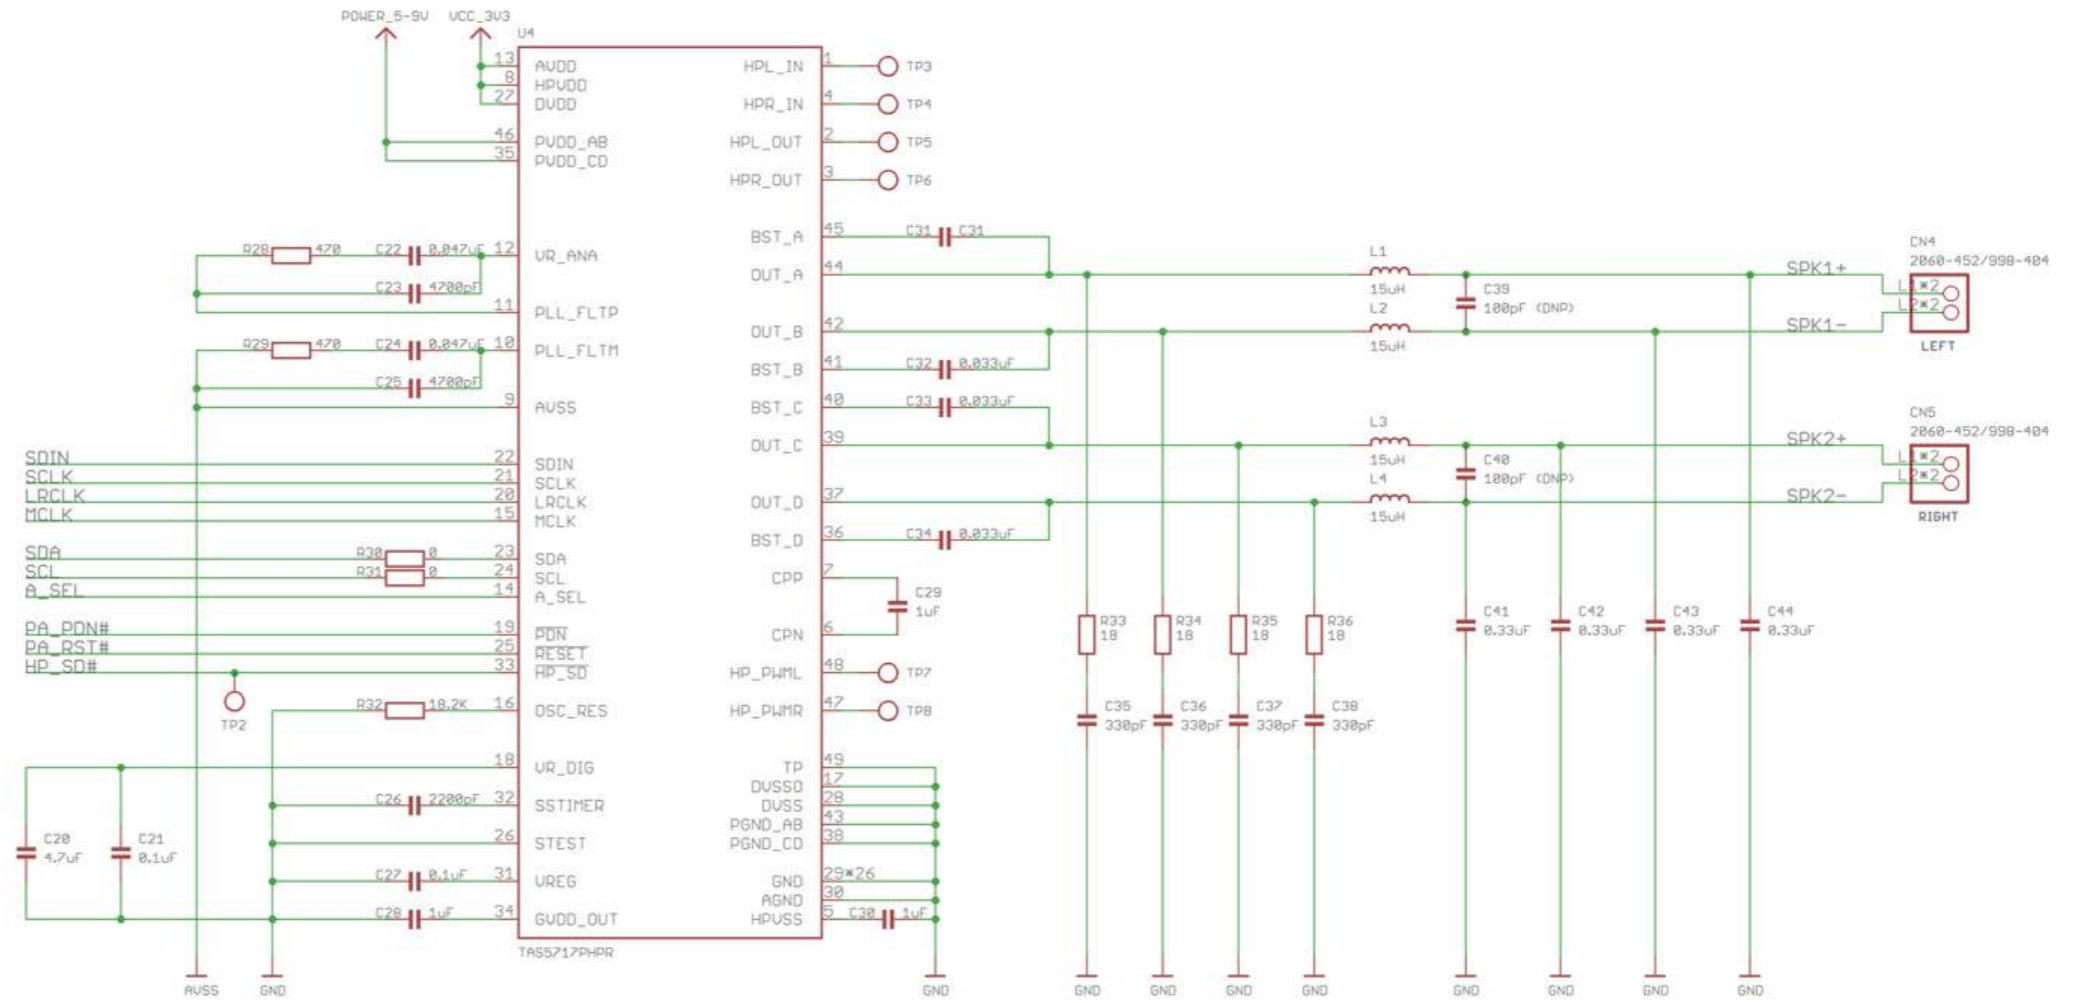 POWER_5-9V VCC_3V3
U4
13 AVDD HPL_IN 1 TP3
8 HPVDD
27 DVDD HPR_IN 4 TP4
46 PVDD_AB HPL_OUT 2 TP5
35 PVDD_CD
HPR_OUT 3 TP6
BST_A 45 C31 C31
R28 470 C22 0.047uF 12 VR_ANA
OUT_A 44 L1 15uH SPK1+
CN4
2060-452/998-404
L1*2
L2*2
LEFT
C23 4700pF
C39
100pF (DNP)
11 PLL_FLTP
OUT_B 42 L2 15uH SPK1-
R29 470 C24 0.047uF 10 PLL_FLTM
BST_B 41 C32 0.033uF
C25 4700pF
9 AVSS BST_C 40 C33 0.033uF
OUT_C 39 L3 15uH SPK2+
CN5
2060-452/998-404
L1*2
L2*2
RIGHT
C40
100pF (DNP)
SDIN 22 SDIN
SCLK 21 SCLK
LRCLK 20 LRCLK OUT_D 37 L4 15uH SPK2-
MCLK 15 MCLK
BST_D 36 C34 0.033uF
SDA R30 0 23 SDA
SCL R31 0 24 SCL CPP 7
A_SEL 14 A_SEL
C29
1uF
PA_PDN# 19 PDN CPN 6
PA_RST# 25 RESET
HP_SD# 33 HP_SD HP_PWML 48 TP7
TP2
R32 18.2K 16 OSC_RES HP_PWMR 47 TP8
R33 R34 R35 R36
18 18 18 18
C41 C42 C43 C44
0.33uF 0.33uF 0.33uF 0.33uF
C35 C36 C37 C38
330pF 330pF 330pF 330pF
18 VR_DIG TP 49
DVSSO 17
C26 2200pF 32 SSTIMER DVSS 28
PGND_AB 43
26 STEST PGND_CD 38
C20 C21
4.7uF 0.1uF
C27 0.1uF 31 VREG GND 29*26
AGND 30
C28 1uF 34 GVDD_OUT HPVSS 5 C30 1uF
TAS5717PHPR
AVSS GND GND GND GND GND GND GND GND GND GND